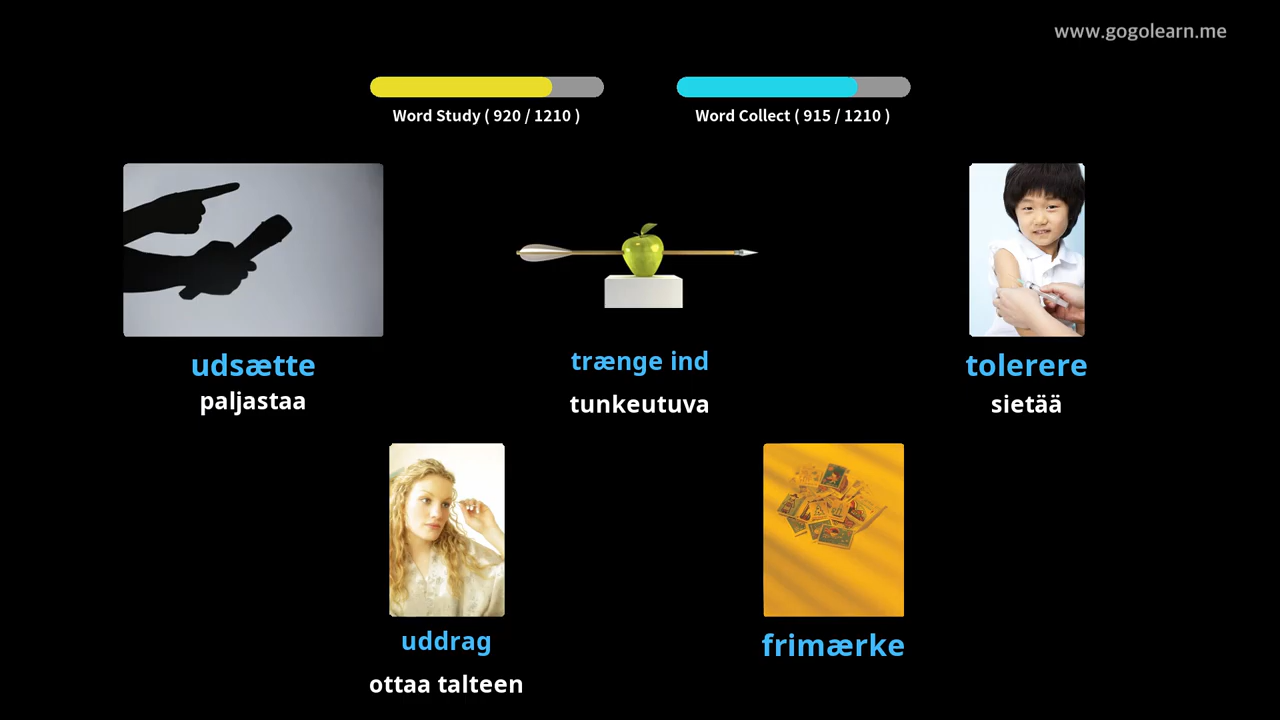 www.gogolearn.me
Word Study ( 920 / 1210 )
Word Collect ( 915 / 1210 )
udsætte
paljastaa
trænge ind
tunkeutuva
tolerere
sietää
uddrag
ottaa talteen
frimærke